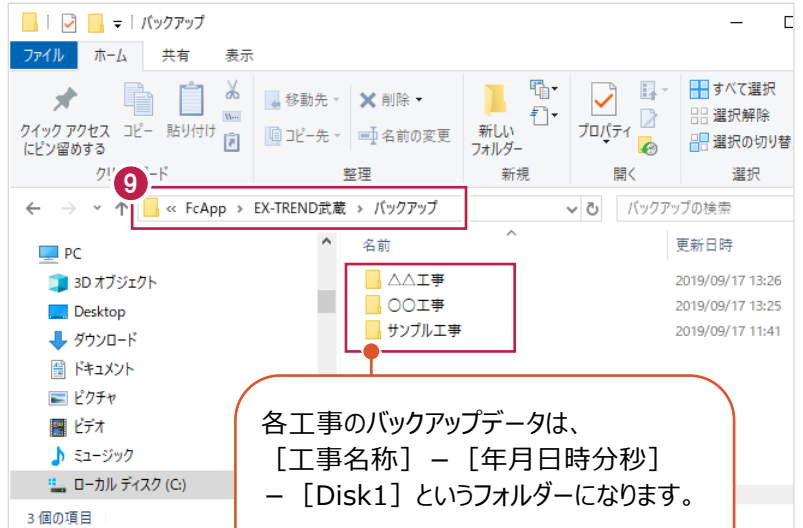 バックアップ
ファイル ホーム 共有 表示
クイック アクセス
にピン留めする
コピー
貼り付け
移動先
コピー先
削除
名前の変更
新しい
フォルダー
プロパティ
すべて選択
選択解除
選択の切り替
整理 新規 開く 選択
9
« FcApp › EX-TREND武蔵 › バックアップ
バックアップの検索
PC
3D オブジェクト
Desktop
ダウンロード
ドキュメント
ピクチャ
ビデオ
ミュージック
ローカル ディスク (C:)
名前 更新日時
△△工事 2019/09/17 13:26
○○工事 2019/09/17 13:25
サンプル工事 2019/09/17 11:41
各工事のバックアップデータは、
［工事名称］－［年月日時分秒］
－［Disk1］というフォルダーになります。
3 個の項目